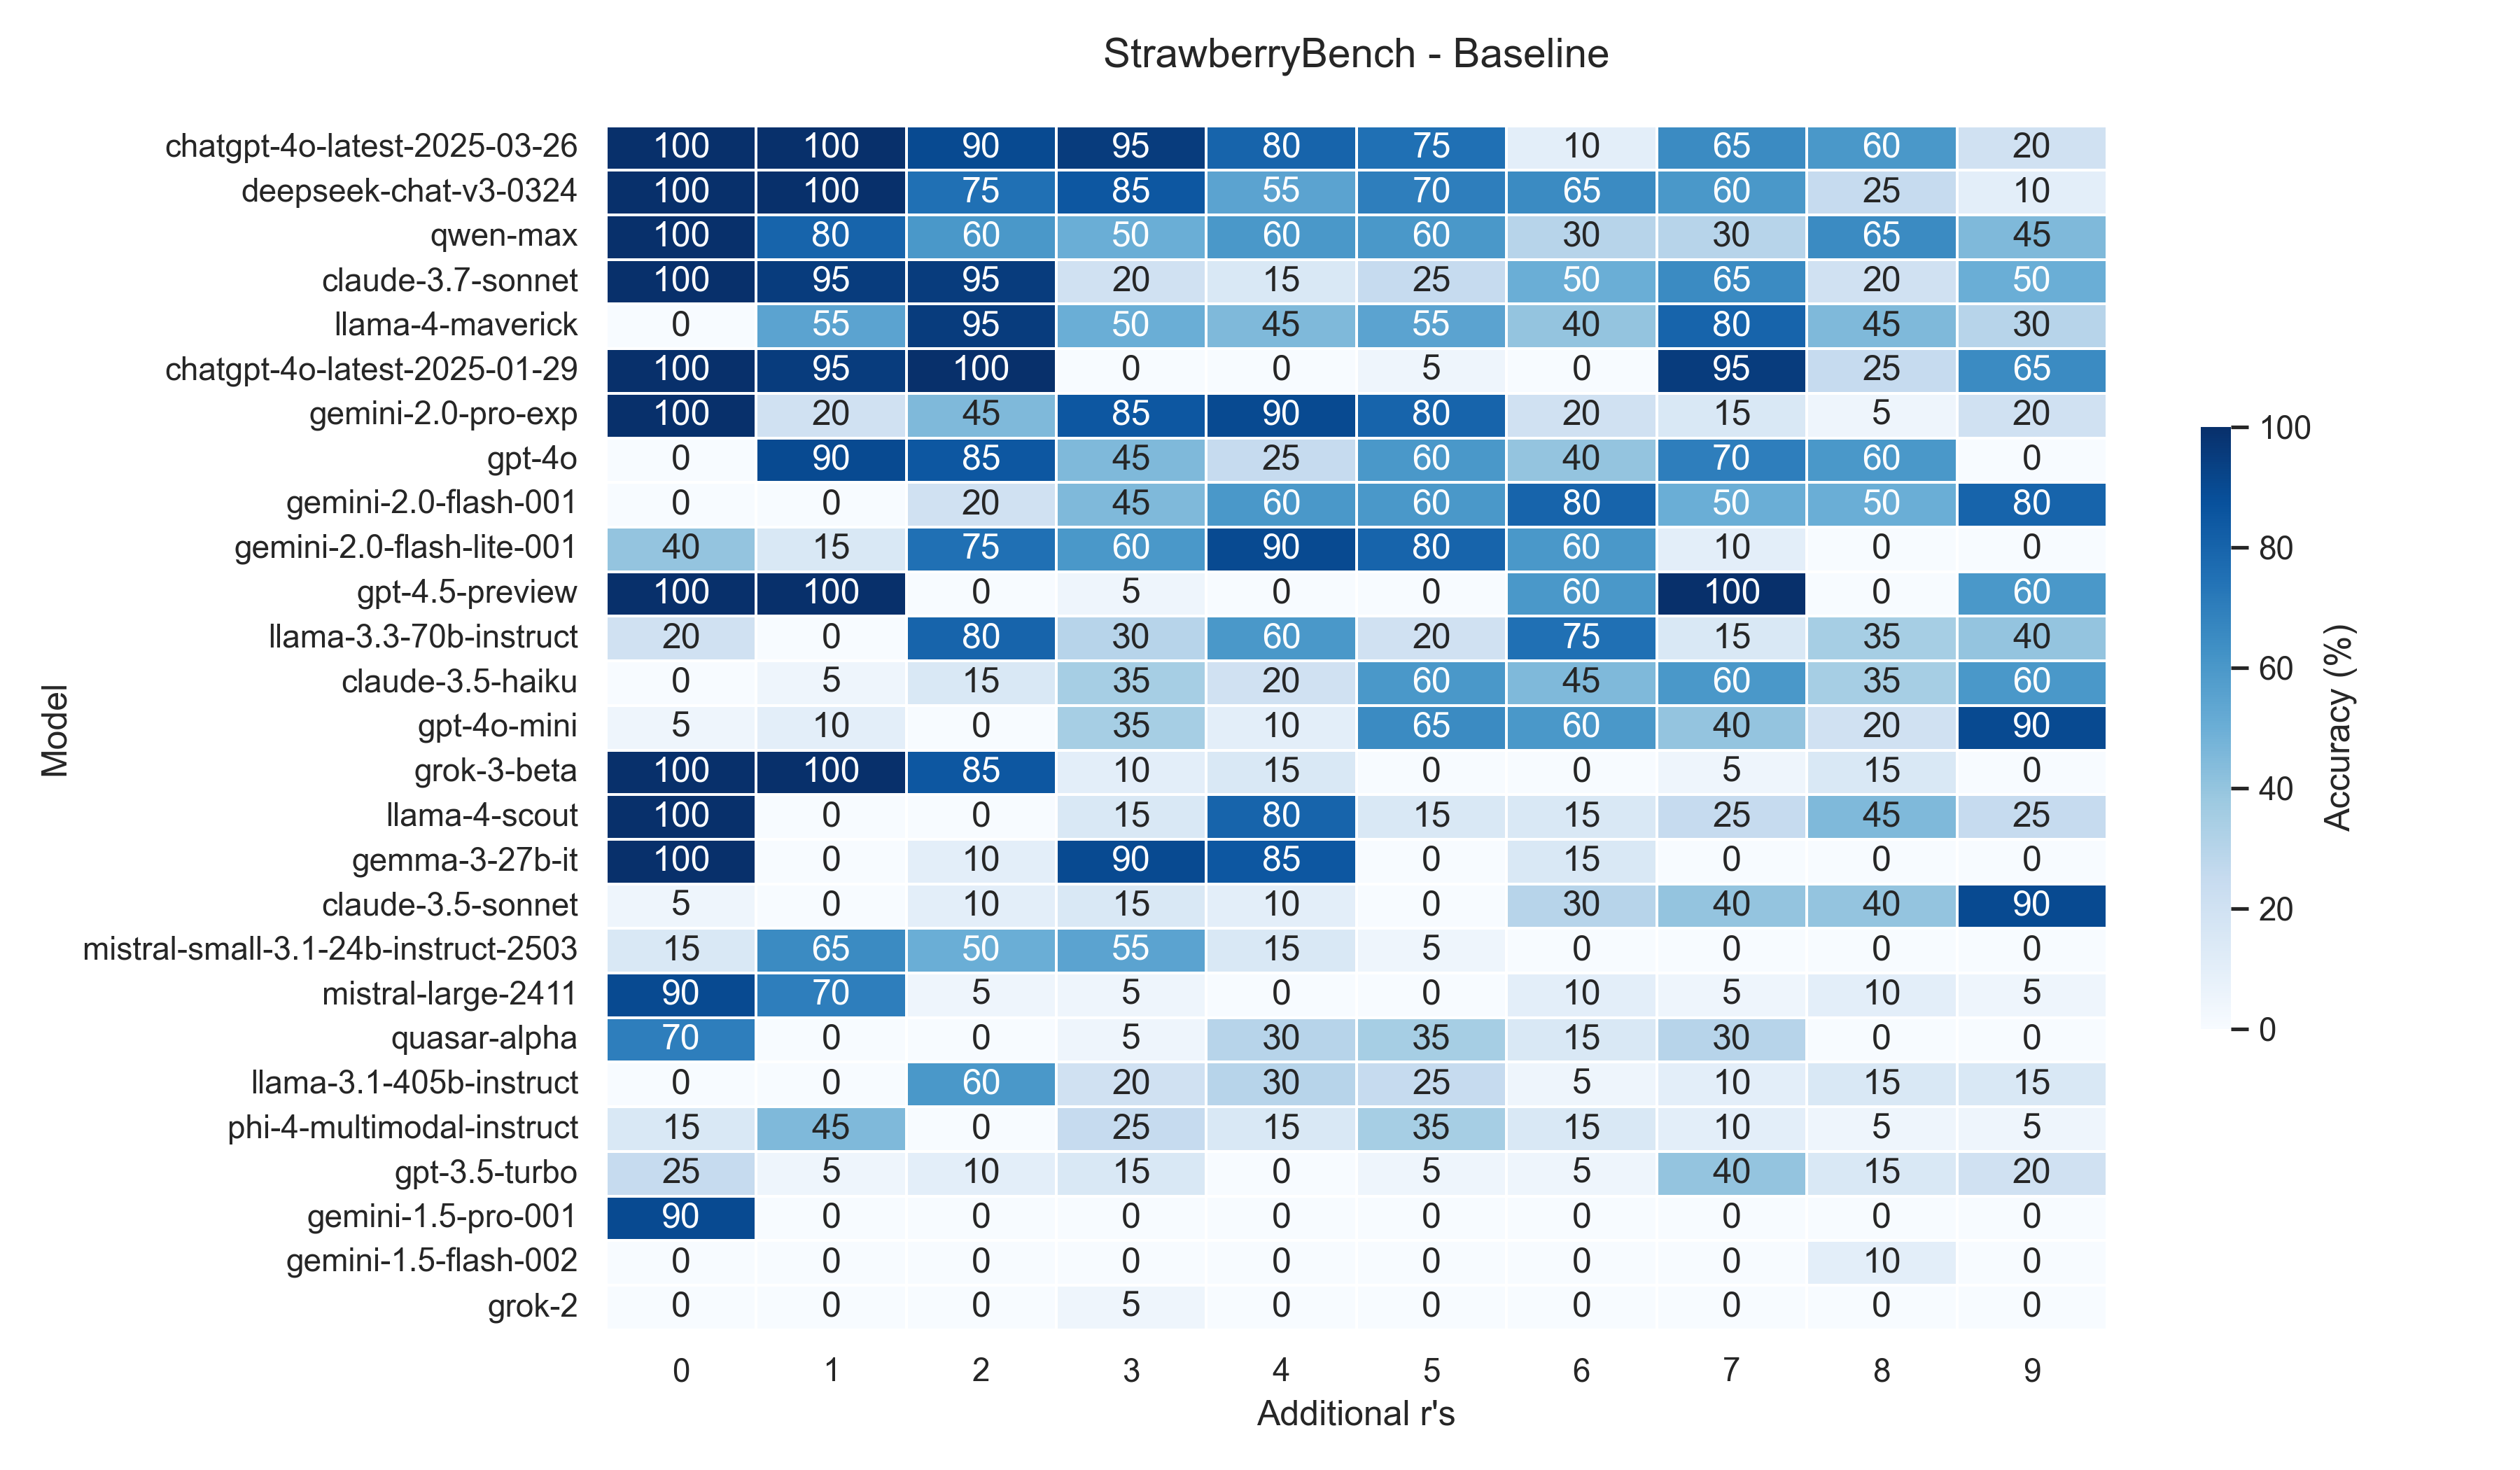 StrawberryBench - Baseline
chatgpt-4o-latest-2025-03-26 100 100 90 95 80 75 10 65 60 20
deepseek-chat-v3-0324 100 100 75 85 55 70 65 60 25 10
qwen-max 100 80 60 50 60 60 30 30 65 45
claude-3.7-sonnet 100 95 95 20 15 25 50 65 20 50
llama-4-maverick 0 55 95 50 45 55 40 80 45 30
chatgpt-4o-latest-2025-01-29 100 95 100 0 0 5 0 95 25 65
gemini-2.0-pro-exp 100 20 45 85 90 80 20 15 5 20
gpt-4o 0 90 85 45 25 60 40 70 60 0
gemini-2.0-flash-001 0 0 20 45 60 60 80 50 50 80
gemini-2.0-flash-lite-001 40 15 75 60 90 80 60 10 0 0
gpt-4.5-preview 100 100 0 5 0 0 60 100 0 60
llama-3.3-70b-instruct 20 0 80 30 60 20 75 15 35 40
claude-3.5-haiku 0 5 15 35 20 60 45 60 35 60
gpt-4o-mini 5 10 0 35 10 65 60 40 20 90
grok-3-beta 100 100 85 10 15 0 0 5 15 0
llama-4-scout 100 0 0 15 80 15 15 25 45 25
gemma-3-27b-it 100 0 10 90 85 0 15 0 0 0
claude-3.5-sonnet 5 0 10 15 10 0 30 40 40 90
mistral-small-3.1-24b-instruct-2503 15 65 50 55 15 5 0 0 0 0
mistral-large-2411 90 70 5 5 0 0 10 5 10 5
quasar-alpha 70 0 0 5 30 35 15 30 0 0
llama-3.1-405b-instruct 0 0 60 20 30 25 5 10 15 15
phi-4-multimodal-instruct 15 45 0 25 15 35 15 10 5 5
gpt-3.5-turbo 25 5 10 15 0 5 5 40 15 20
gemini-1.5-pro-001 90 0 0 0 0 0 0 0 0 0
gemini-1.5-flash-002 0 0 0 0 0 0 0 0 10 0
grok-2 0 0 0 5 0 0 0 0 0 0
0 1 2 3 4 5 6 7 8 9
Additional r's
Model
100
80
60
40
20
0
Accuracy (%)